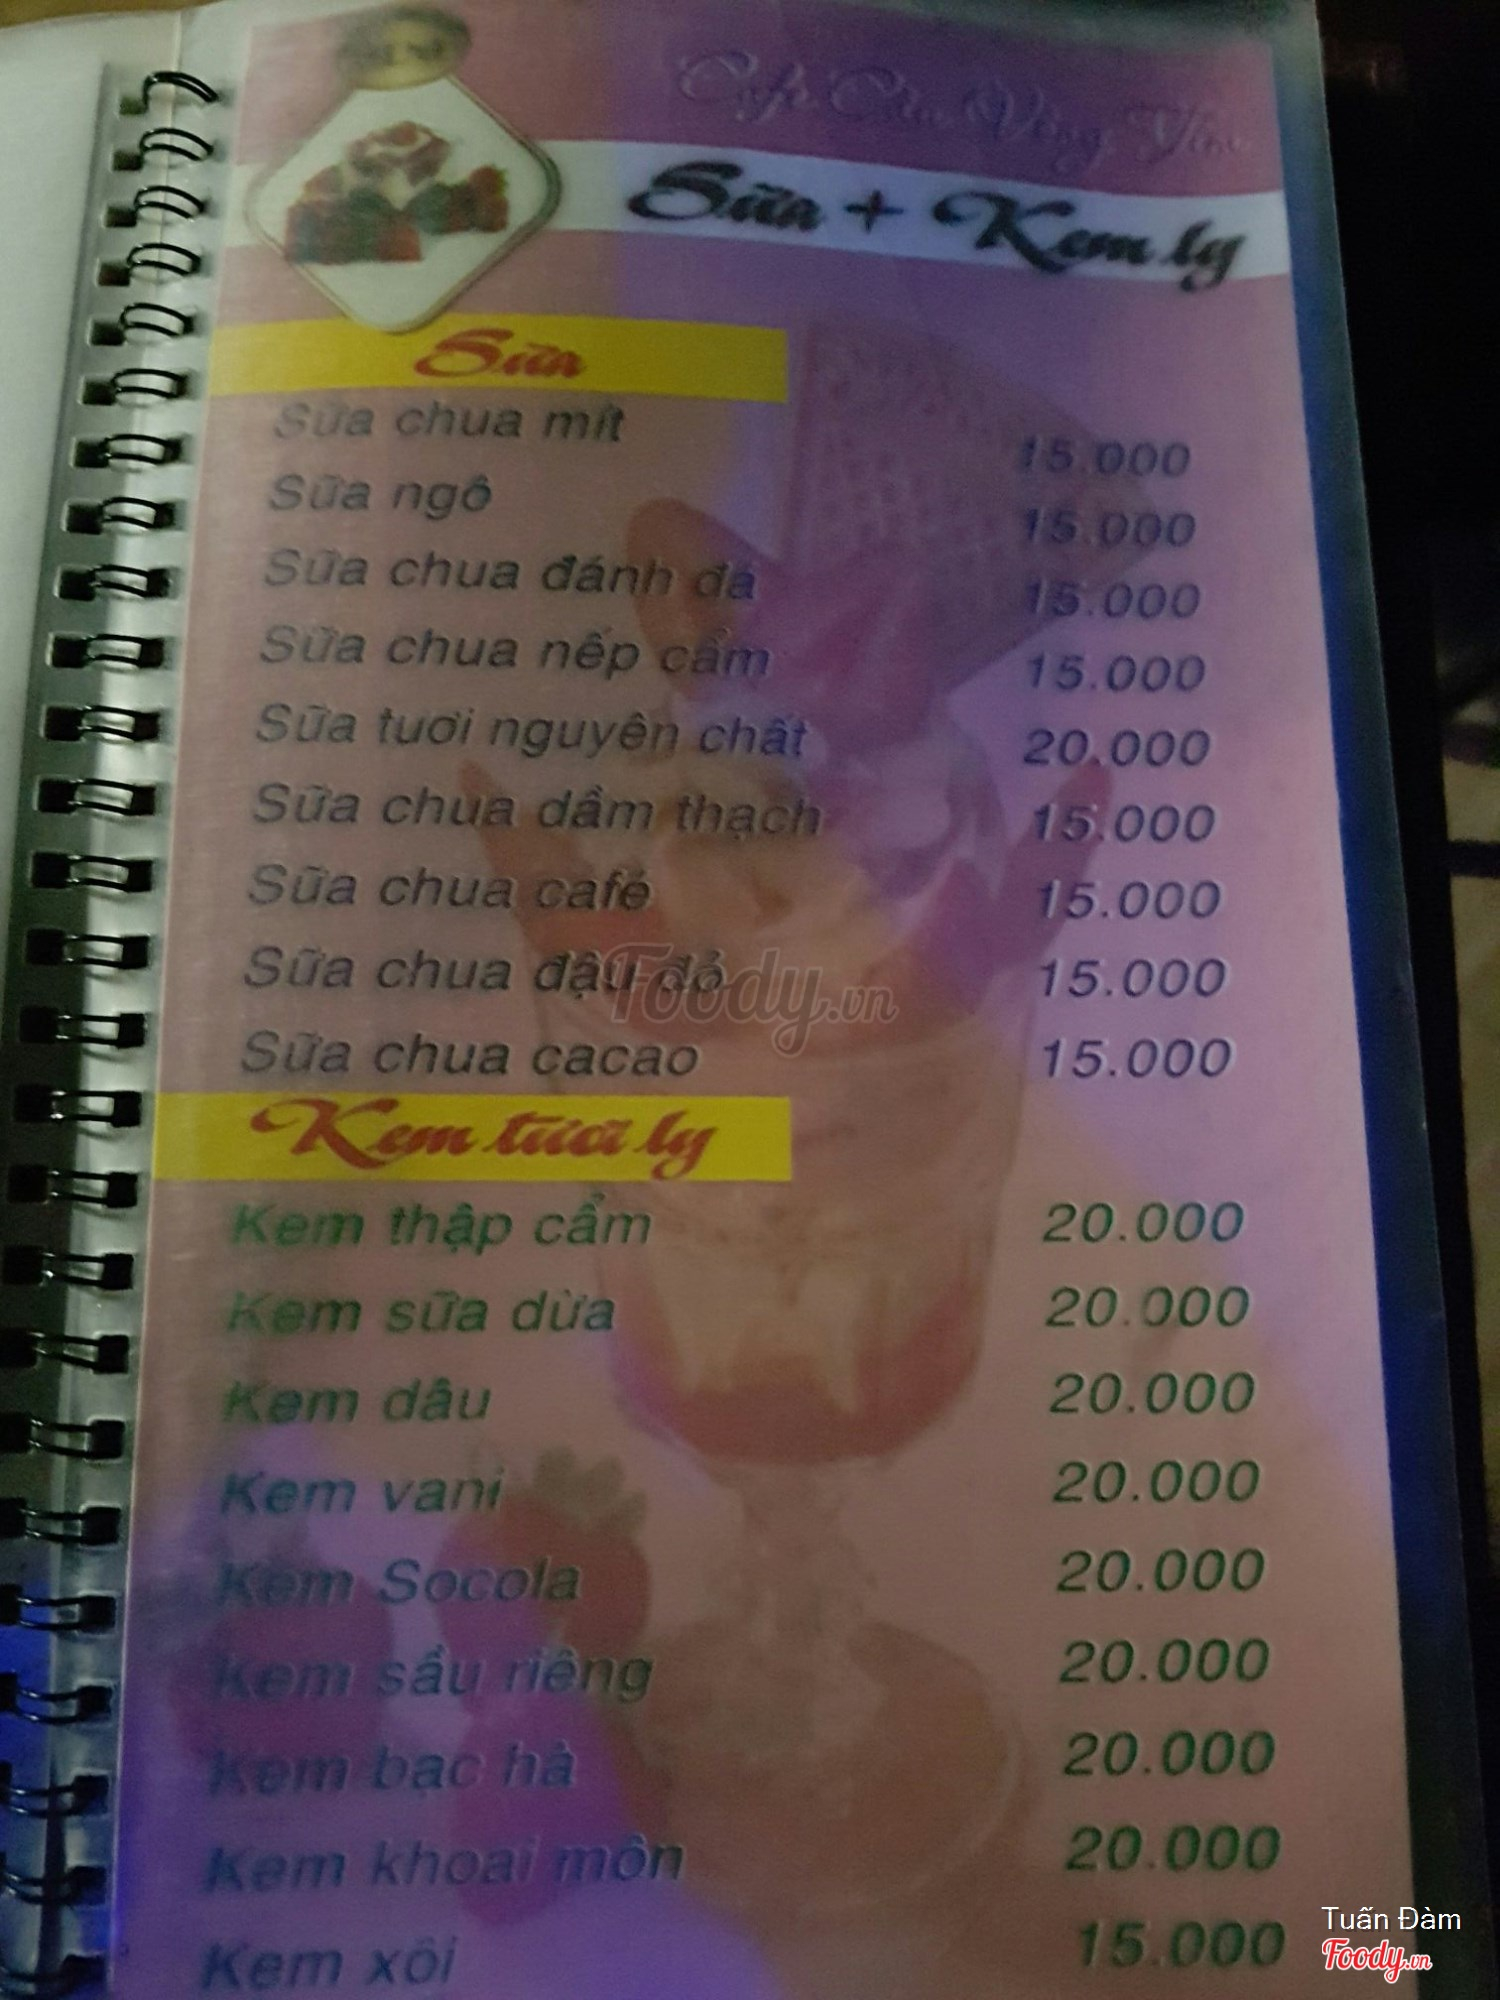 Sữa + Kem ly
Sữa
Sữa chua mít 15.000
Sữa ngô 15.000
Sữa chua đánh đá 15.000
Sữa chua nếp cẩm 15.000
Sữa tươi nguyên chất 20.000
Sữa chua dầm thạch 15.000
Sữa chua café 15.000
Sữa chua đậu đỏ 15.000
Sữa chua cacao 15.000
Foody.vn
Kem tươi ly
Kem thập cẩm 20.000
Kem sữa dừa 20.000
Kem dâu 20.000
Kem vani 20.000
Kem Socola 20.000
Kem sầu riêng 20.000
Kem bạc hà 20.000
Kem khoai môn 20.000
Kem xôi 15.000
Tuấn Đàm
Foody.vn